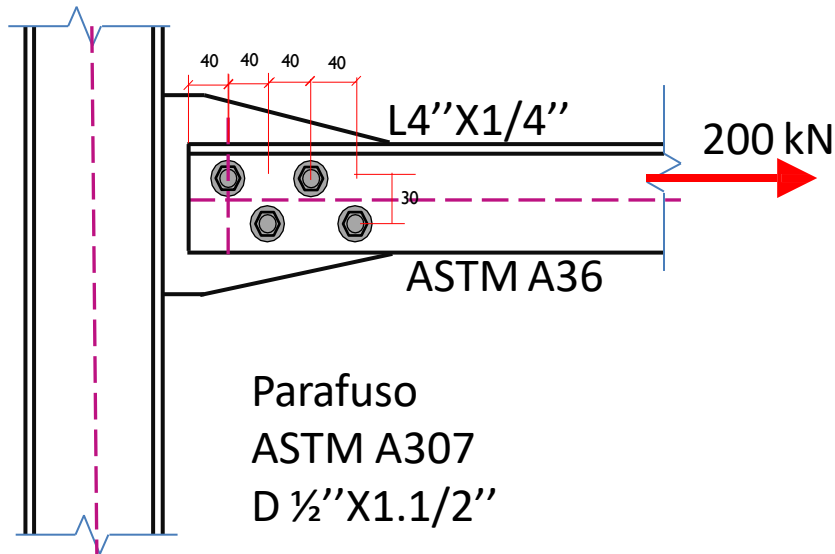 40 40 40 40
L4’’X1/4’’
200 kN
30
ASTM A36
Parafuso
ASTM A307
D ½’’X1.1/2’’